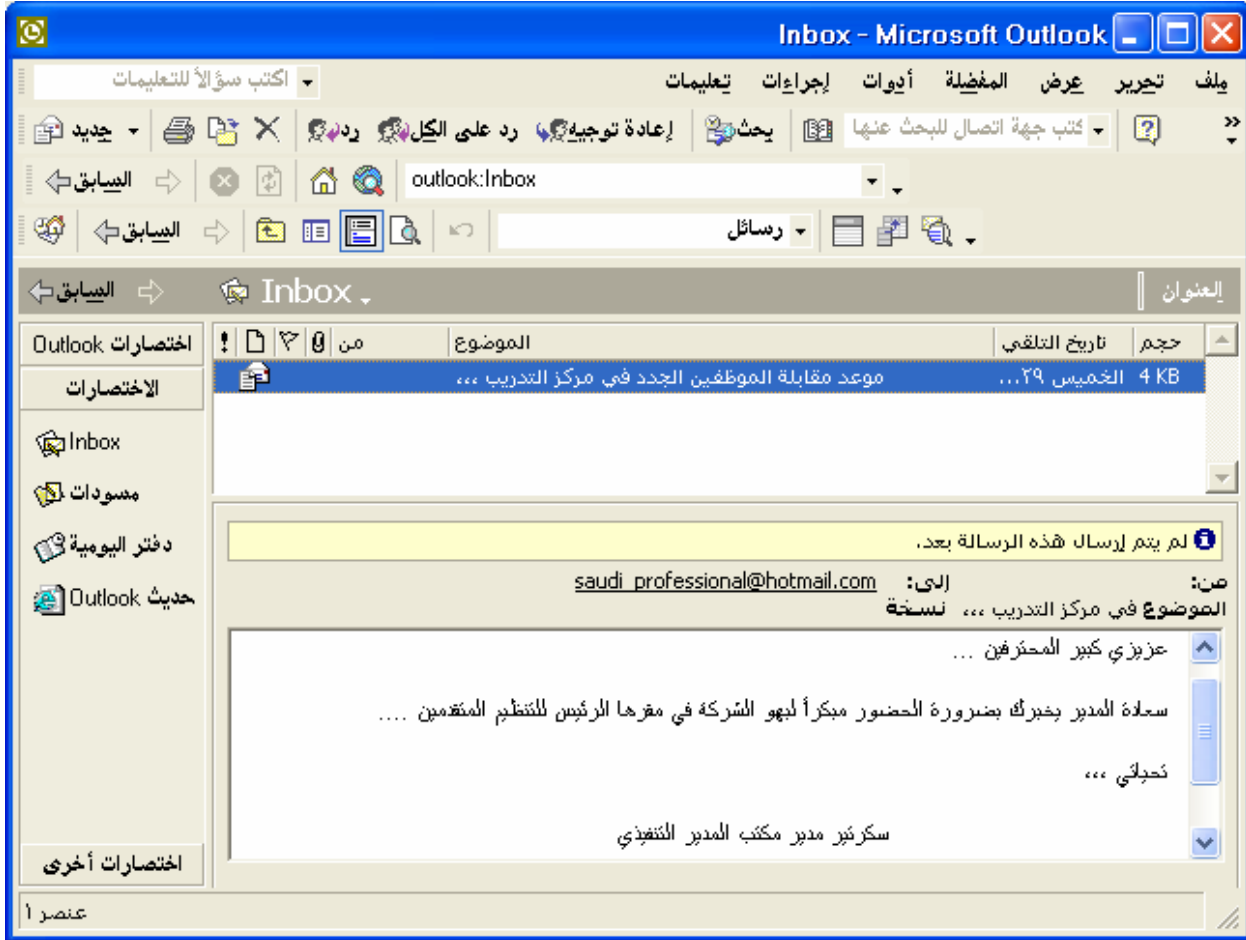 Inbox - Microsoft Outlook
ملف تحرير عرض المفضلة أدوات إجراءات تعليمات اكتب سؤالاً للتعليمات
جديد رد رد على الكل إعادة توجيه بحث كتب جهة اتصال للبحث عنها
السابق outlook:Inbox
السابق رسائل
السابق Inbox العنوان
اختصارات Outlook
الاختصارات
Inbox
مسودات
دفتر اليومية
حديث Outlook
اختصارات أخرى
! من الموضوع تاريخ التلقي حجم
موعد مقابلة الموظفين الجدد في مركز التدريب ،،، الخميس ٢٩... 4 KB
لم يتم إرسال هذه الرسالة بعد.
من: إلى: saudi_professional@hotmail.com
الموضوع في مركز التدريب ،،، نسخة
عزيزي كبير المحترفين ...
سعادة المدير يخبرك بضرورة الحضور مبكراً لبهو الشركة في مقرها الرئيس للتنظيم المتقدمين ....
تحياتي ،،،
سكرتير مدير مكتب المدير التنفيذي
عنصر ١